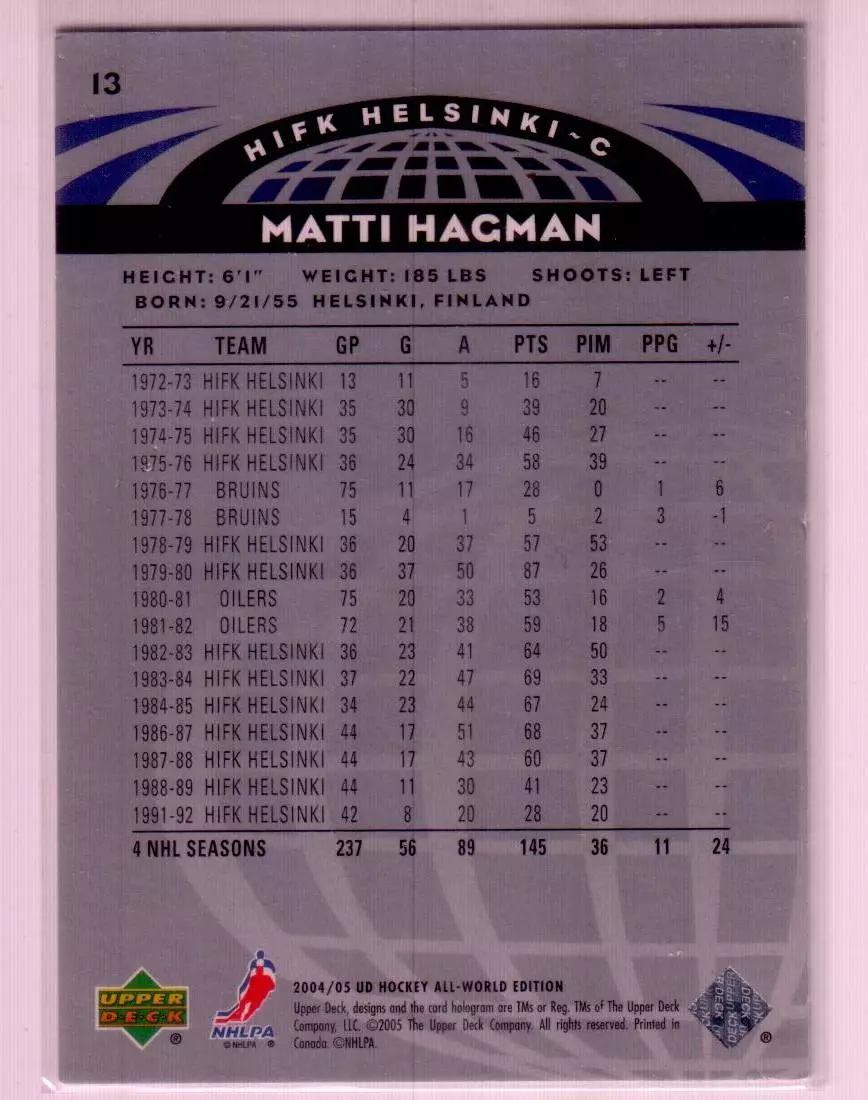 13
HIFK HELSINKI ~ C
MATTI HAGMAN
HEIGHT: 6'1" WEIGHT: 185 LBS SHOOTS: LEFT
BORN: 9/21/55 HELSINKI, FINLAND
YR TEAM GP G A PTS PIM PPG +/-
1972-73 HIFK HELSINKI 13 11 5 16 7 -- --
1973-74 HIFK HELSINKI 35 30 9 39 20 -- --
1974-75 HIFK HELSINKI 35 30 16 46 27 -- --
1975-76 HIFK HELSINKI 36 24 34 58 39 -- --
1976-77 BRUINS 75 11 17 28 0 1 6
1977-78 BRUINS 15 4 1 5 2 3 -1
1978-79 HIFK HELSINKI 36 20 37 57 53 -- --
1979-80 HIFK HELSINKI 36 37 50 87 26 -- --
1980-81 OILERS 75 20 33 53 16 2 4
1981-82 OILERS 72 21 38 59 18 5 15
1982-83 HIFK HELSINKI 36 23 41 64 50 -- --
1983-84 HIFK HELSINKI 37 22 47 69 33 -- --
1984-85 HIFK HELSINKI 34 23 44 67 24 -- --
1986-87 HIFK HELSINKI 44 17 51 68 37 -- --
1987-88 HIFK HELSINKI 44 17 43 60 37 -- --
1988-89 HIFK HELSINKI 44 11 30 41 23 -- --
1991-92 HIFK HELSINKI 42 8 20 28 20 -- --
4 NHL SEASONS 237 56 89 145 36 11 24
UPPER
DECK
®
NHLPA
© NHLPA ®
2004/05 UD HOCKEY ALL-WORLD EDITION
Upper Deck, designs and the card hologram are TMs or Reg. TMs of The Upper Deck
Company, LLC. ©2005 The Upper Deck Company. All rights reserved. Printed in
Canada. ©NHLPA.
DECK UPPER
®